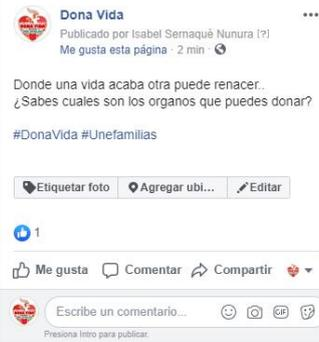 Dona Vida
Publicado por Isabel Sernaqué Nunura [?]
Me gusta esta página · 2 min ·
Donde una vida acaba otra puede renacer..
¿Sabes cuales son los organos que puedes donar?
#DonaVida #Unefamilias
Etiquetar foto Agregar ubi... Editar
1
Me gusta Comentar Compartir
Escribe un comentario... GIF
Presiona Intro para publicar.